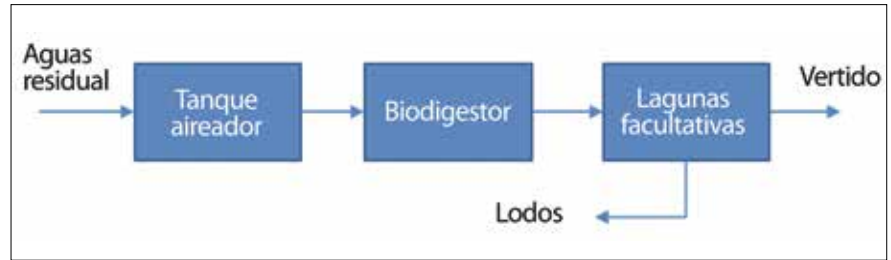 Aguas
residual
Tanque
aireador
Biodigestor
Lagunas
facultativas
Vertido
Lodos